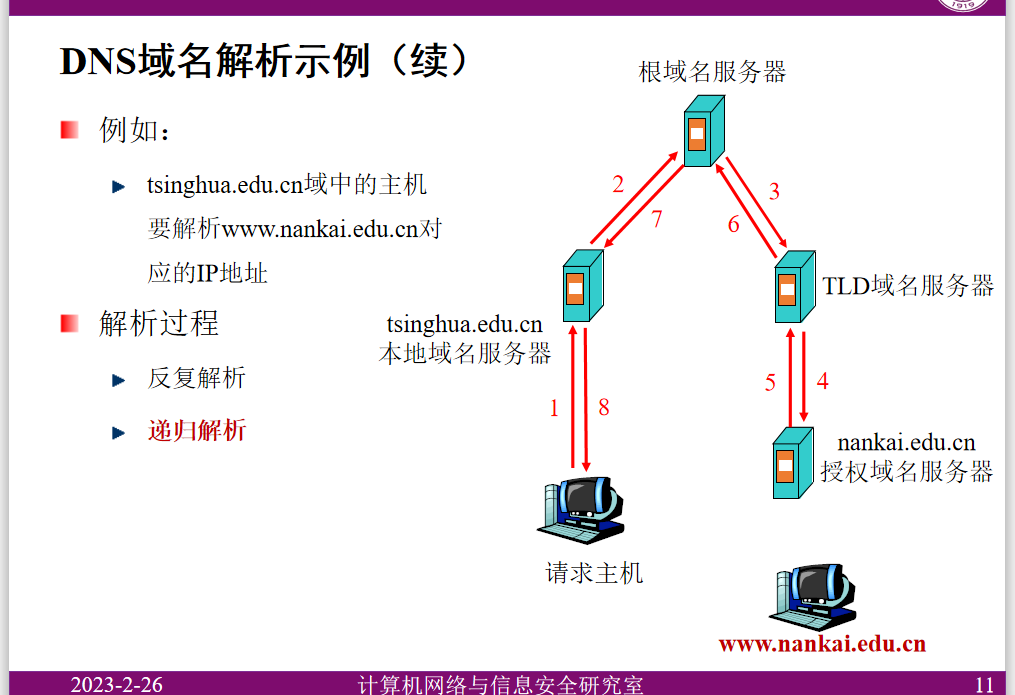 1919
DNS域名解析示例（续）
例如：
tsinghua.edu.cn域中的主机
要解析www.nankai.edu.cn对
应的IP地址
解析过程
反复解析
递归解析
根域名服务器
2
7
3
6
TLD域名服务器
tsinghua.edu.cn
本地域名服务器
1
8
5
4
nankai.edu.cn
授权域名服务器
请求主机
www.nankai.edu.cn
2023-2-26
计算机网络与信息安全研究室
11